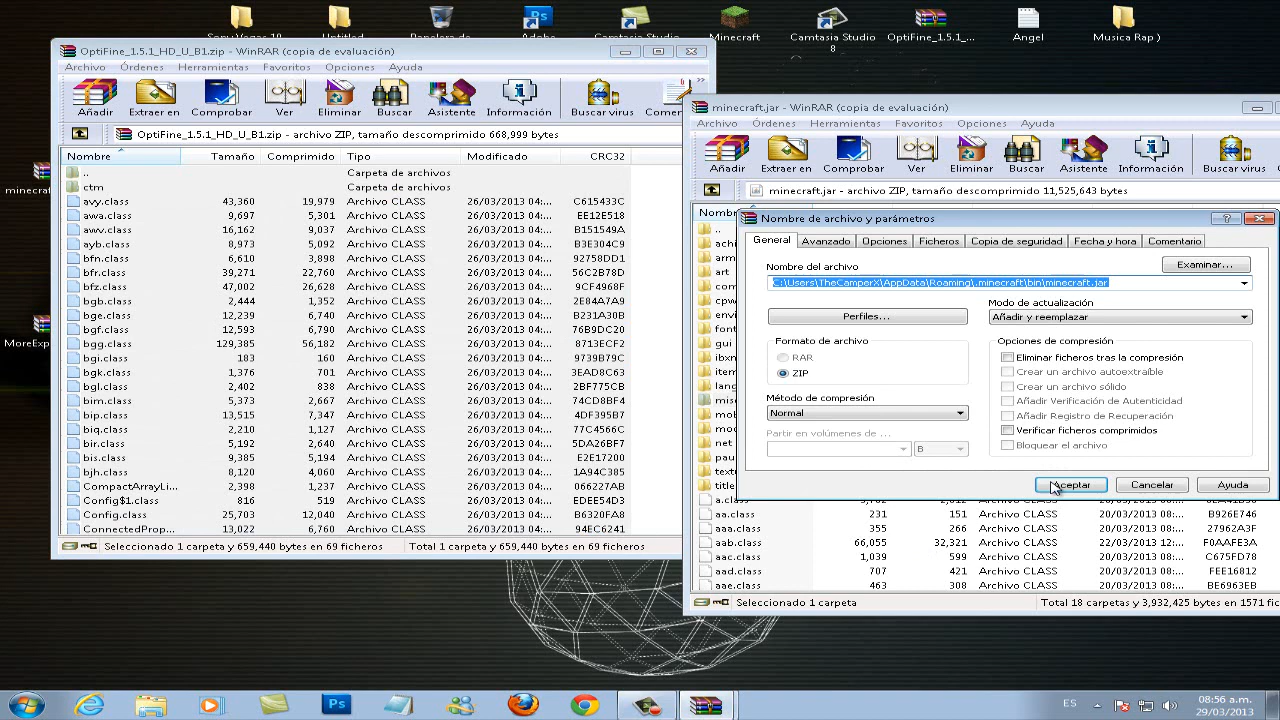 Sony Vegas 10
Untitled
Papelera de
Adobe
Camtasia
Minecraft
Camtasia Studio 8
OptiFine_1.5.1_...
Angel
Musica Rap )
OptiFine_1.5.1_HD_U_B1.zip - WinRAR (copia de evaluación)
Archivo Órdenes Herramientas Favoritos Opciones Ayuda
Añadir Extraer en Comprobar Ver Eliminar Buscar Asistente Información Buscar virus
OptiFine_1.5.1_HD_U_B1.zip - archivo ZIP, tamaño descomprimido 668,999 bytes
Nombre Tamaño Comprimido Tipo Modificado CRC32
.. Carpeta de archivos
ctm Carpeta de archivos
avy.class 43,360 19,879 Archivo CLASS 26/03/2013 04:... C615433C
awa.class 9,697 5,301 Archivo CLASS 26/03/2013 04:... EE12E518
awv.class 16,162 9,037 Archivo CLASS 26/03/2013 04:... B151549A
ayb.class 8,973 5,092 Archivo CLASS 26/03/2013 04:... B3E304C9
bfn.class 6,610 3,898 Archivo CLASS 26/03/2013 04:... 92758DD1
bfr.class 39,271 22,760 Archivo CLASS 26/03/2013 04:... 56C2B78D
bfz.class Archivo CLASS 26/03/2013 04:... 9CF4968F
bgb.class 2,444 1,352 Archivo CLASS 26/03/2013 04:... 2E84A7A9
bge.class 12,239 6,740 Archivo CLASS 26/03/2013 04:... B231A30B
bgf.class 12,593 6,790 Archivo CLASS 26/03/2013 04:... 76B9DC20
bgg.class 129,385 56,182 Archivo CLASS 26/03/2013 04:... 8713ECF2
bgi.class 183 160 Archivo CLASS 26/03/2013 04:... 9739B79C
bgk.class 301 197 Archivo CLASS 26/03/2013 04:... 3EAD8C63
bgl.class 2,402 838 Archivo CLASS 26/03/2013 04:... 2BF775CB
bim.class 5,373 2,667 Archivo CLASS 26/03/2013 04:... 74CD8BF4
bip.class 13,515 7,347 Archivo CLASS 26/03/2013 04:... 4DF395B7
biq.class 2,210 1,132 Archivo CLASS 26/03/2013 04:... 77C4566C
bir.class 5,192 2,640 Archivo CLASS 26/03/2013 04:... 5DA26BF7
bis.class 9,385 5,194 Archivo CLASS 26/03/2013 04:... E2E17200
bjh.class 8,120 4,060 Archivo CLASS 26/03/2013 04:... 1A94C385
CompactArrayLi... 2,398 1,237 Archivo CLASS 26/03/2013 04:... 066227AB
Config$1.class 816 519 Archivo CLASS 26/03/2013 04:... EDEE54D3
Config.class 25,703 12,040 Archivo CLASS 26/03/2013 04:... B6320FA8
ConnectedProp... 13,022 6,760 Archivo CLASS 26/03/2013 04:... 94EC6241
Seleccionado 1 carpeta y 659,440 bytes en 69 ficheros Total 1 carpeta y 659,440 bytes en 69 ficheros
minecraft.jar - WinRAR (copia de evaluación)
Archivo Órdenes Herramientas Favoritos Opciones Ayuda
Añadir Extraer en Comprobar Ver Eliminar Buscar Asistente Información Buscar virus
minecraft.jar - archivo ZIP, tamaño descomprimido 11,525,643 bytes
Nombre de archivo y parámetros
General Avanzado Opciones Ficheros Copia de seguridad Fecha y hora Comentario
Nombre del archivo
Examinar...
C:\Users\TheCamperX\AppData\Roaming\.minecraft\bin\minecraft.jar
Perfiles...
Modo de actualización
Añadir y reemplazar
Formato de archivo
RAR
ZIP
Método de compresión
Normal
Partir en volúmenes de ...
B
Opciones de compresión
Eliminar ficheros tras la compresión
Crear un archivo autoextraíble
Crear un archivo sólido
Añadir Verificación de Autenticidad
Añadir Registro de Recuperación
Verificar ficheros comprimidos
Bloquear el archivo
Aceptar Cancelar Ayuda
a.class
aa.class 231 151 Archivo CLASS 20/03/2013 08:... B926E746
aaa.class 355 266 Archivo CLASS 20/03/2013 08:... 27962A3F
aab.class 66,055 32,321 Archivo CLASS 22/03/2013 12:... F0AAFA3E
aac.class 1,039 599 Archivo CLASS 20/03/2013 08:... C675FD78
aad.class 707 421 Archivo CLASS 20/03/2013 08:... FEE16812
aae.class 463 308 Archivo CLASS 20/03/2013 08:... BE6963EB
Seleccionado 1 carpeta Total 18 carpetas y 3,932,425 bytes en 1571 fic
ES
08:56 a.m.
29/03/2013